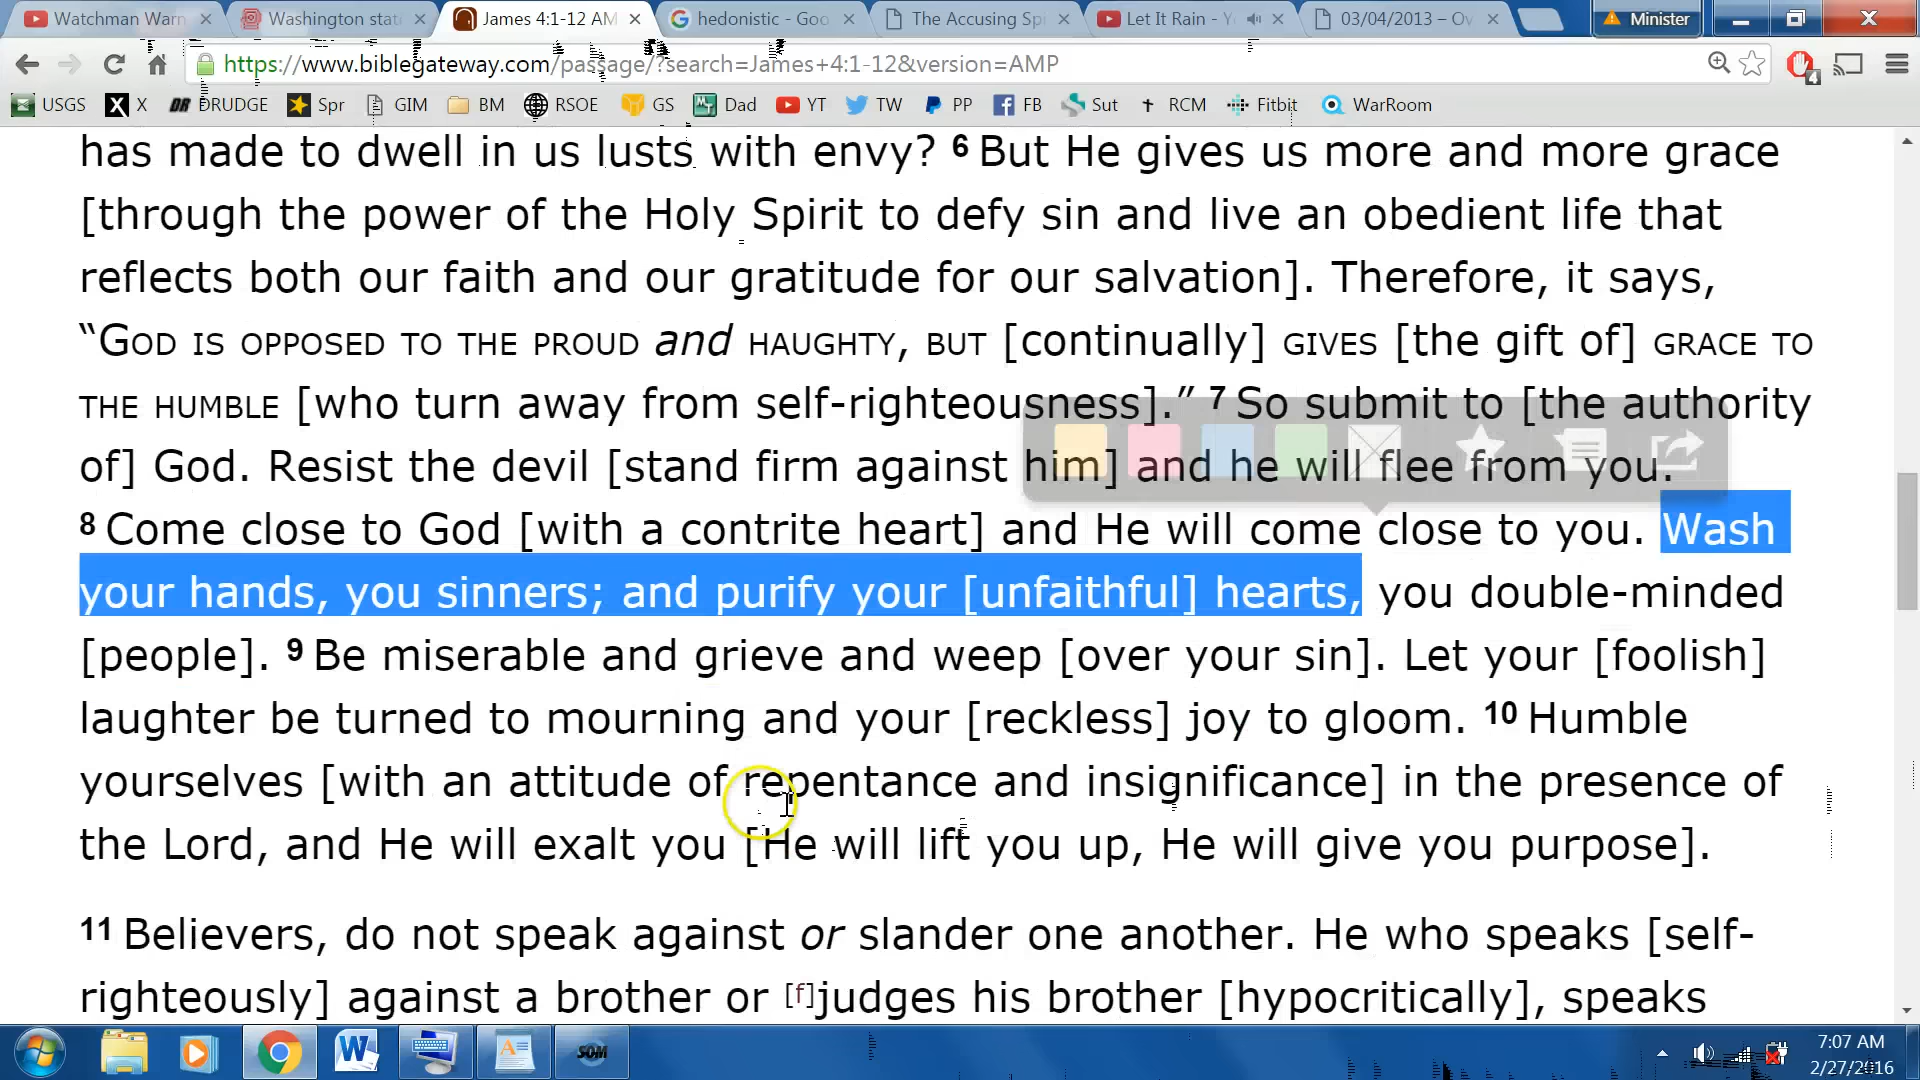 Watchman Warn
Washington stat
James 4:1-12 AM
hedonistic - Goo
The Accusing Spi
Let It Rain - Y
03/04/2013 – Ov
Minister
https://www.biblegateway.com/passage/?search=James+4:1-12&version=AMP
4
USGS X DRUDGE Spr GIM BM RSOE GS Dad YT TW PP FB Sut RCM Fitbit WarRoom
has made to dwell in us lusts with envy? 6 But He gives us more and more grace
[through the power of the Holy Spirit to defy sin and live an obedient life that
reflects both our faith and our gratitude for our salvation]. Therefore, it says,
“GOD IS OPPOSED TO THE PROUD and HAUGHTY, BUT [continually] GIVES [the gift of] GRACE TO
THE HUMBLE [who turn away from self-righteousness].” 7 So submit to [the authority
of] God. Resist the devil [stand firm against him] and he will flee from you.
8 Come close to God [with a contrite heart] and He will come close to you. Wash
your hands, you sinners; and purify your [unfaithful] hearts, you double-minded
[people]. 9 Be miserable and grieve and weep [over your sin]. Let your [foolish]
laughter be turned to mourning and your [reckless] joy to gloom. 10 Humble
yourselves [with an attitude of repentance and insignificance] in the presence of
the Lord, and He will exalt you [He will lift you up, He will give you purpose].
11 Believers, do not speak against or slander one another. He who speaks [self-
righteously] against a brother or [f]judges his brother [hypocritically], speaks
SOM
7:07 AM
2/27/2016